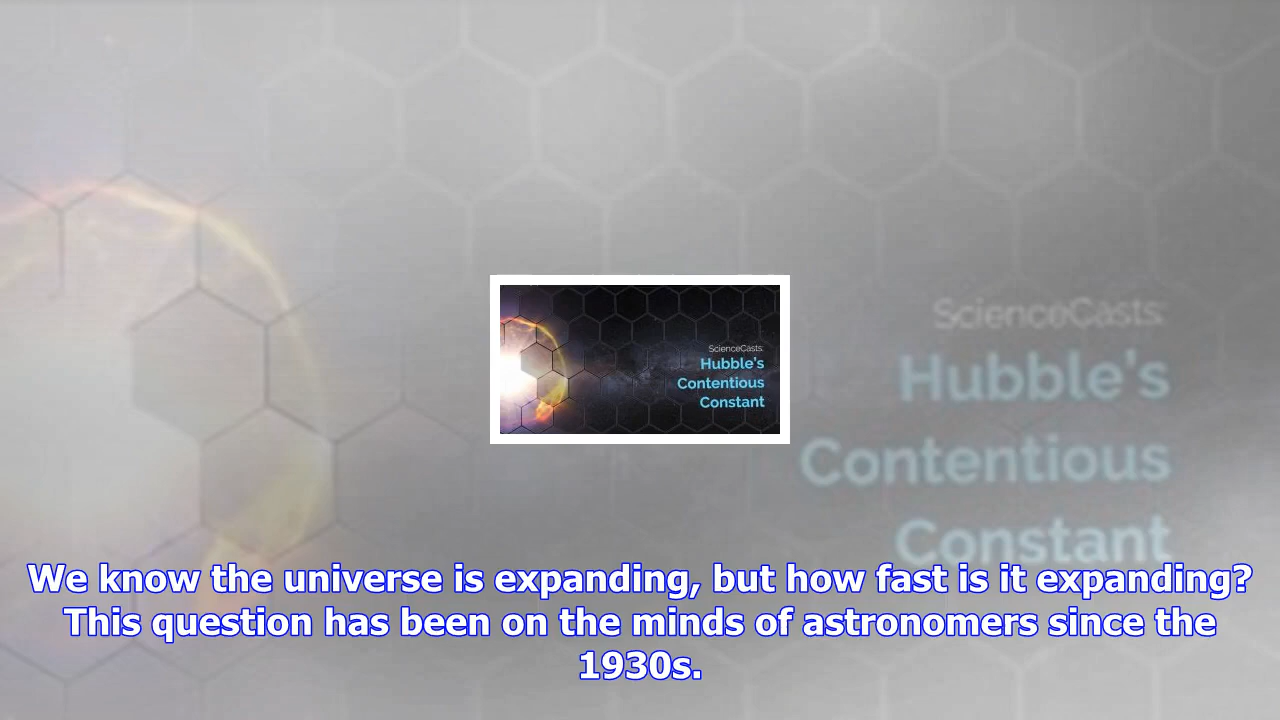 ScienceCasts:
Hubble's
Contentious
Constant
ScienceCasts:
Hubble's
Contentious
Constant
We know the universe is expanding, but how fast is it expanding?
This question has been on the minds of astronomers since the
1930s.